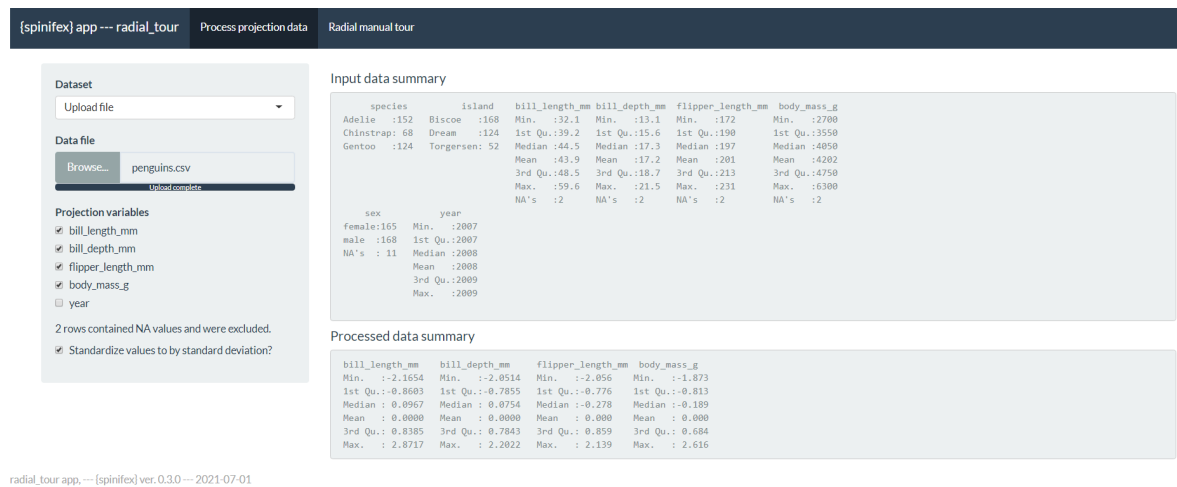 {spinifex} app --- radial_tour Process projection data Radial manual tour
Dataset
Upload file
Data file
Browse... penguins.csv
Upload complete
Projection variables
bill_length_mm
bill_depth_mm
flipper_length_mm
body_mass_g
year
2 rows contained NA values and were excluded.
Standardize values to by standard deviation?
Input data summary
species island bill_length_mm bill_depth_mm flipper_length_mm body_mass_g
Adelie :152 Biscoe :168 Min. :32.1 Min. :13.1 Min. :172 Min. :2700
Chinstrap: 68 Dream :124 1st Qu.:39.2 1st Qu.:15.6 1st Qu.:190 1st Qu.:3550
Gentoo :124 Torgersen: 52 Median :44.5 Median :17.3 Median :197 Median :4050
Mean :43.9 Mean :17.2 Mean :201 Mean :4202
3rd Qu.:48.5 3rd Qu.:18.7 3rd Qu.:213 3rd Qu.:4750
Max. :59.6 Max. :21.5 Max. :231 Max. :6300
NA's :2 NA's :2 NA's :2 NA's :2
sex year
female:165 Min. :2007
male :168 1st Qu.:2007
NA's : 11 Median :2008
Mean :2008
3rd Qu.:2009
Max. :2009
Processed data summary
bill_length_mm bill_depth_mm flipper_length_mm body_mass_g
Min. :-2.1654 Min. :-2.0514 Min. :-2.056 Min. :-1.873
1st Qu.:-0.8603 1st Qu.:-0.7855 1st Qu.:-0.776 1st Qu.:-0.813
Median : 0.0967 Median : 0.0754 Median :-0.278 Median :-0.189
Mean : 0.0000 Mean : 0.0000 Mean : 0.000 Mean : 0.000
3rd Qu.: 0.8385 3rd Qu.: 0.7843 3rd Qu.: 0.859 3rd Qu.: 0.684
Max. : 2.8717 Max. : 2.2022 Max. : 2.139 Max. : 2.616
radial_tour app, --- {spinifex} ver. 0.3.0 --- 2021-07-01